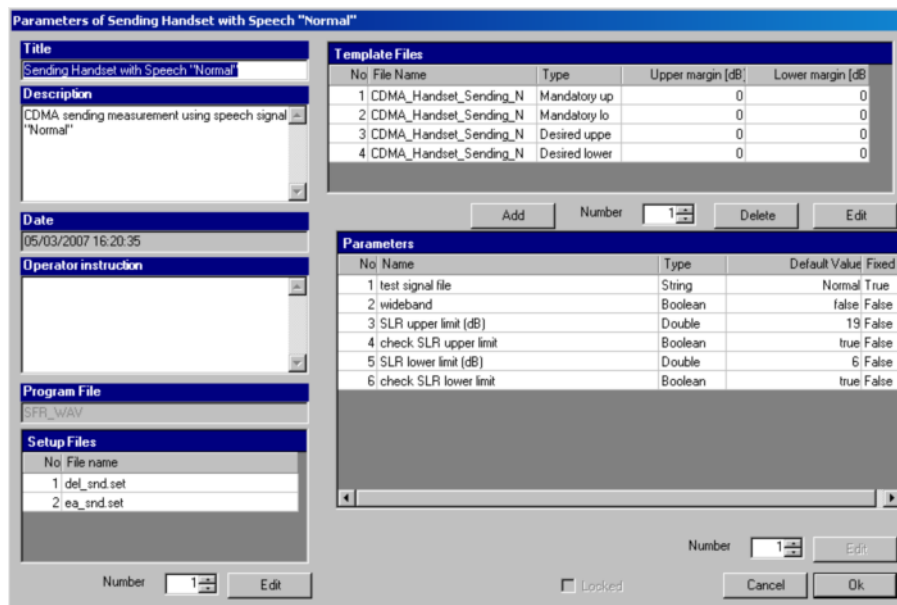 Parameters of Sending Handset with Speech "Normal"
Title
Sending Handset with Speech "Normal"
Description
CDMA sending measurement using speech signal
"Normal"
Date
05/03/2007 16:20:35
Operator instruction
Program File
SFR_WAV
Setup Files
No File name
1 del_snd.set
2 ea_snd.set
Number 1 Edit
Template Files
No File Name Type Upper margin [dB] Lower margin [dB
1 CDMA_Handset_Sending_N Mandatory up 0 0
2 CDMA_Handset_Sending_N Mandatory lo 0 0
3 CDMA_Handset_Sending_N Desired uppe 0 0
4 CDMA_Handset_Sending_N Desired lower 0 0
Add Number 1 Delete Edit
Parameters
No Name Type Default Value Fixed
1 test signal file String Normal True
2 wideband Boolean false False
3 SLR upper limit (dB) Double 19 False
4 check SLR upper limit Boolean true False
5 SLR lower limit (dB) Double 6 False
6 check SLR lower limit Boolean true False
Number 1 Edit
Locked Cancel Ok